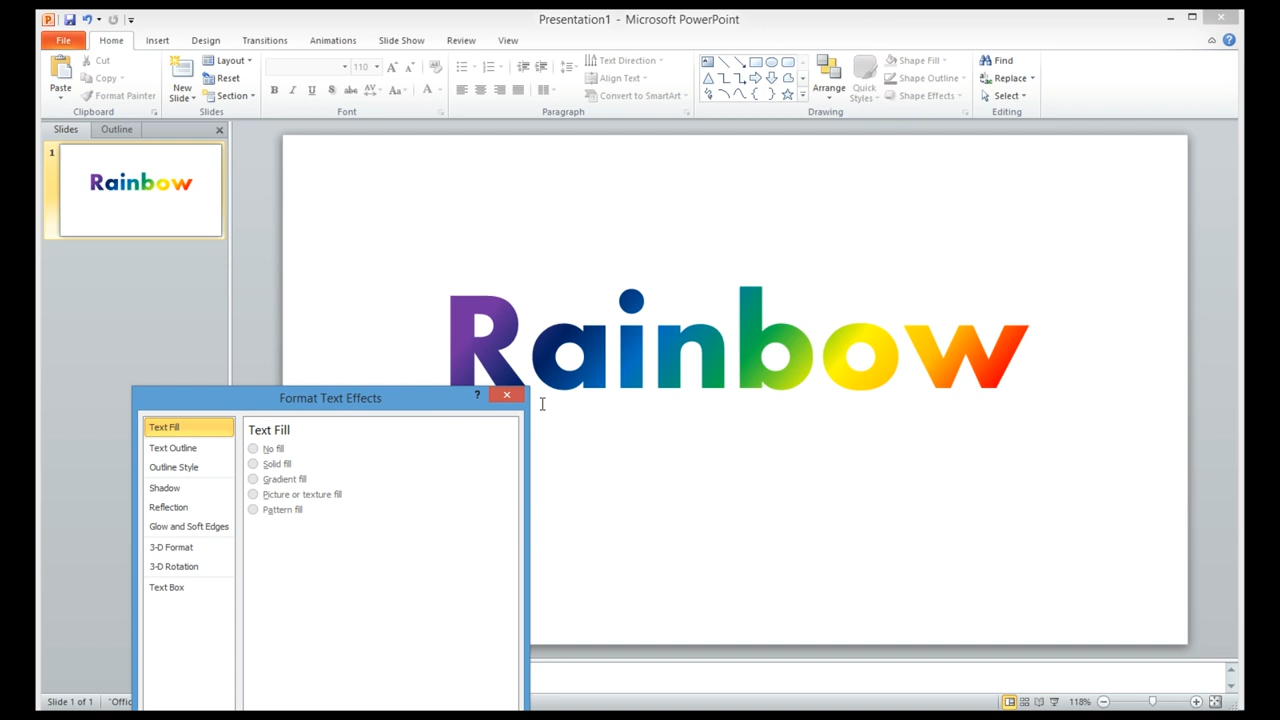 Presentation1 - Microsoft PowerPoint
File Home Insert Design Transitions Animations Slide Show Review View
Cut
Copy
Format Painter
Paste
Clipboard
New
Slide
Layout
Reset
Section
Slides
110
Font
Text Direction
Align Text
Convert to SmartArt
Paragraph
Arrange
Quick
Styles
Shape Fill
Shape Outline
Shape Effects
Drawing
Find
Replace
Select
Editing
Slides Outline
1
Rainbow
Rainbow
Format Text Effects
Text Fill
Text Outline
Outline Style
Shadow
Reflection
Glow and Soft Edges
3-D Format
3-D Rotation
Text Box
Text Fill
No fill
Solid fill
Gradient fill
Picture or texture fill
Pattern fill
Slide 1 of 1
118%